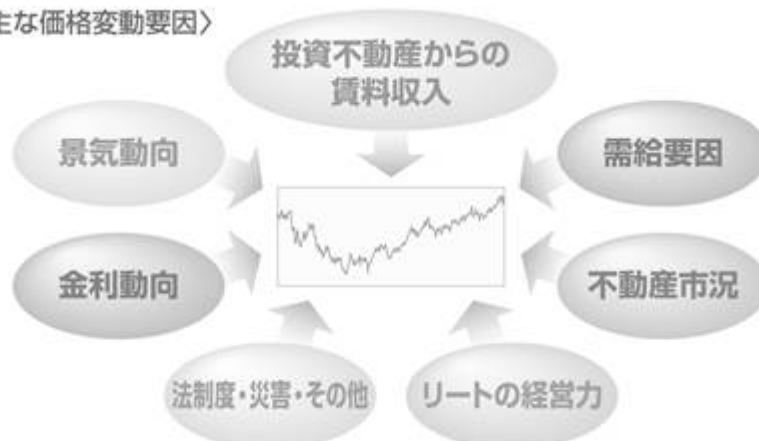 主な価格変動要因〉
投資不動産からの
賃料収入
景気動向
需給要因
金利動向
不動産市況
法制度・災害・その他
リートの経営力